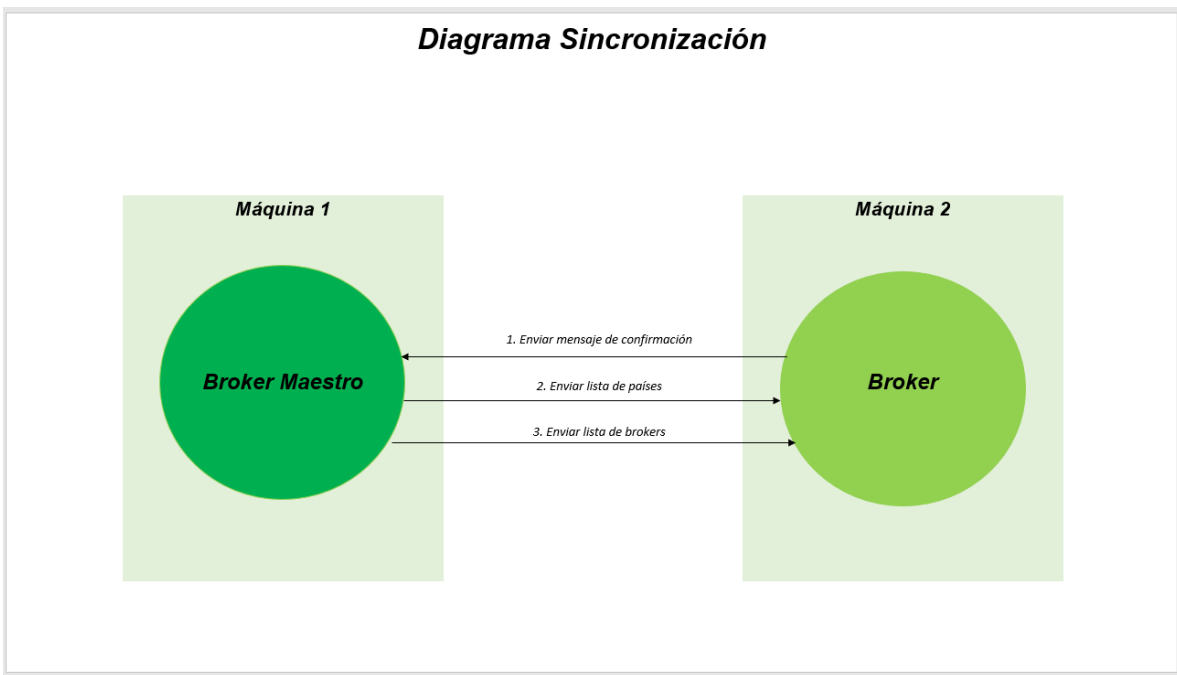 Diagrama Sincronización
Máquina 1
Máquina 2
1. Enviar mensaje de confirmación
Broker Maestro
2. Enviar lista de países
Broker
3. Enviar lista de brokers